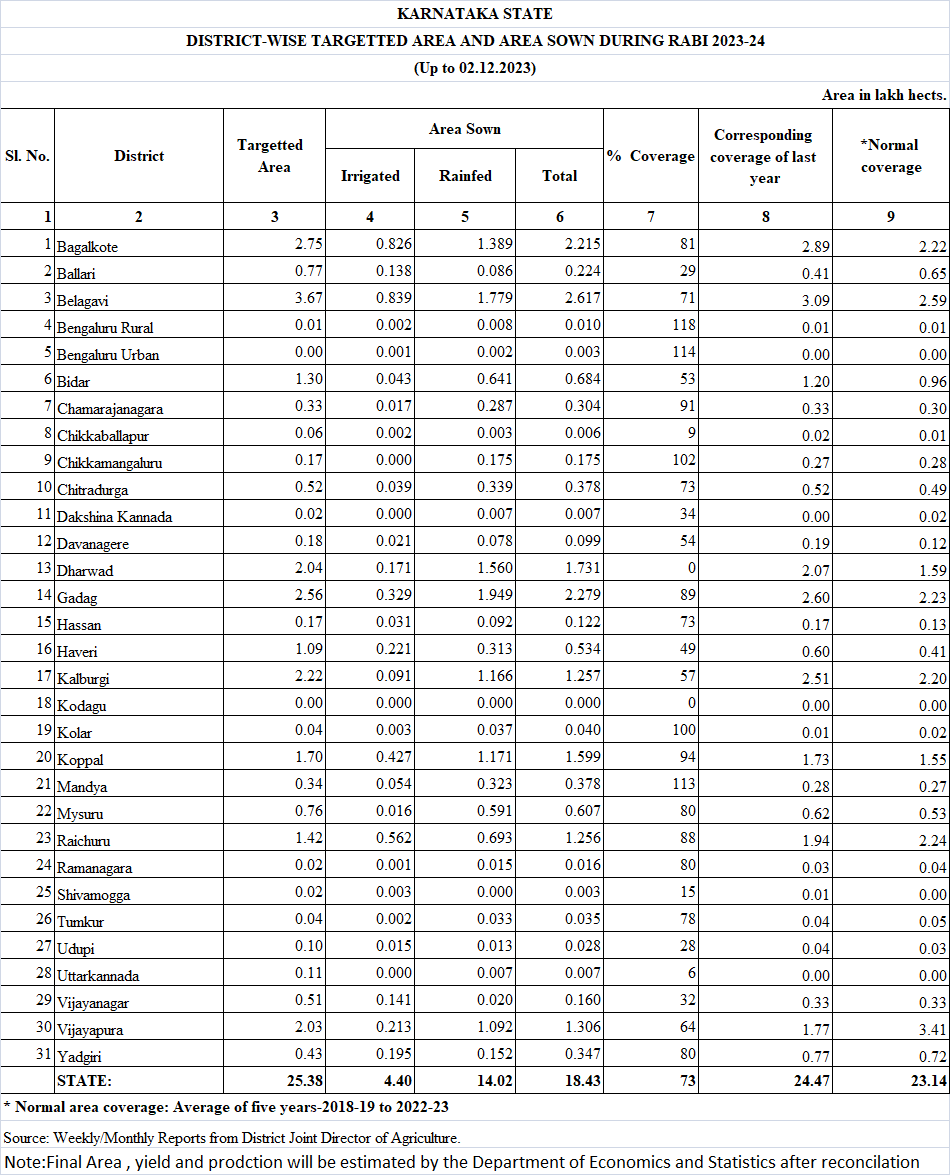 KARNATAKA STATE
DISTRICT-WISE TARGETTED AREA AND AREA SOWN DURING RABI 2023-24
(Up to 02.12.2023)
Area in lakh hects.
Sl. No. District Targetted Area Area Sown % Coverage Corresponding coverage of last year *Normal coverage
Irrigated Rainfed Total
1 2 3 4 5 6 7 8 9
1 Bagalkote 2.75 0.826 1.389 2.215 81 2.89 2.22
2 Ballari 0.77 0.138 0.086 0.224 29 0.41 0.65
3 Belagavi 3.67 0.839 1.779 2.617 71 3.09 2.59
4 Bengaluru Rural 0.01 0.002 0.008 0.010 118 0.01 0.01
5 Bengaluru Urban 0.00 0.001 0.002 0.003 114 0.00 0.00
6 Bidar 1.30 0.043 0.641 0.684 53 1.20 0.96
7 Chamarajanagara 0.33 0.017 0.287 0.304 91 0.33 0.30
8 Chikkaballapur 0.06 0.002 0.003 0.006 9 0.02 0.01
9 Chikkamangaluru 0.17 0.000 0.175 0.175 102 0.27 0.28
10 Chitradurga 0.52 0.039 0.339 0.378 73 0.52 0.49
11 Dakshina Kannada 0.02 0.000 0.007 0.007 34 0.00 0.02
12 Davanagere 0.18 0.021 0.078 0.099 54 0.19 0.12
13 Dharwad 2.04 0.171 1.560 1.731 0 2.07 1.59
14 Gadag 2.56 0.329 1.949 2.279 89 2.60 2.23
15 Hassan 0.17 0.031 0.092 0.122 73 0.17 0.13
16 Haveri 1.09 0.221 0.313 0.534 49 0.60 0.41
17 Kalburgi 2.22 0.091 1.166 1.257 57 2.51 2.20
18 Kodagu 0.00 0.000 0.000 0.000 0 0.00 0.00
19 Kolar 0.04 0.003 0.037 0.040 100 0.01 0.02
20 Koppal 1.70 0.427 1.171 1.599 94 1.73 1.55
21 Mandya 0.34 0.054 0.323 0.378 113 0.28 0.27
22 Mysuru 0.76 0.016 0.591 0.607 80 0.62 0.53
23 Raichuru 1.42 0.562 0.693 1.256 88 1.94 2.24
24 Ramanagara 0.02 0.001 0.015 0.016 80 0.03 0.04
25 Shivamogga 0.02 0.003 0.000 0.003 15 0.01 0.00
26 Tumkur 0.04 0.002 0.033 0.035 78 0.04 0.05
27 Udupi 0.10 0.015 0.013 0.028 28 0.04 0.03
28 Uttarkannada 0.11 0.000 0.007 0.007 6 0.00 0.00
29 Vijayanagar 0.51 0.141 0.020 0.160 32 0.33 0.33
30 Vijayapura 2.03 0.213 1.092 1.306 64 1.77 3.41
31 Yadgiri 0.43 0.195 0.152 0.347 80 0.77 0.72
STATE: 25.38 4.40 14.02 18.43 73 24.47 23.14
* Normal area coverage: Average of five years-2018-19 to 2022-23
Source: Weekly/Monthly Reports from District Joint Director of Agriculture.
Note:Final Area , yield and prodction will be estimated by the Department of Economics and Statistics after reconcilation